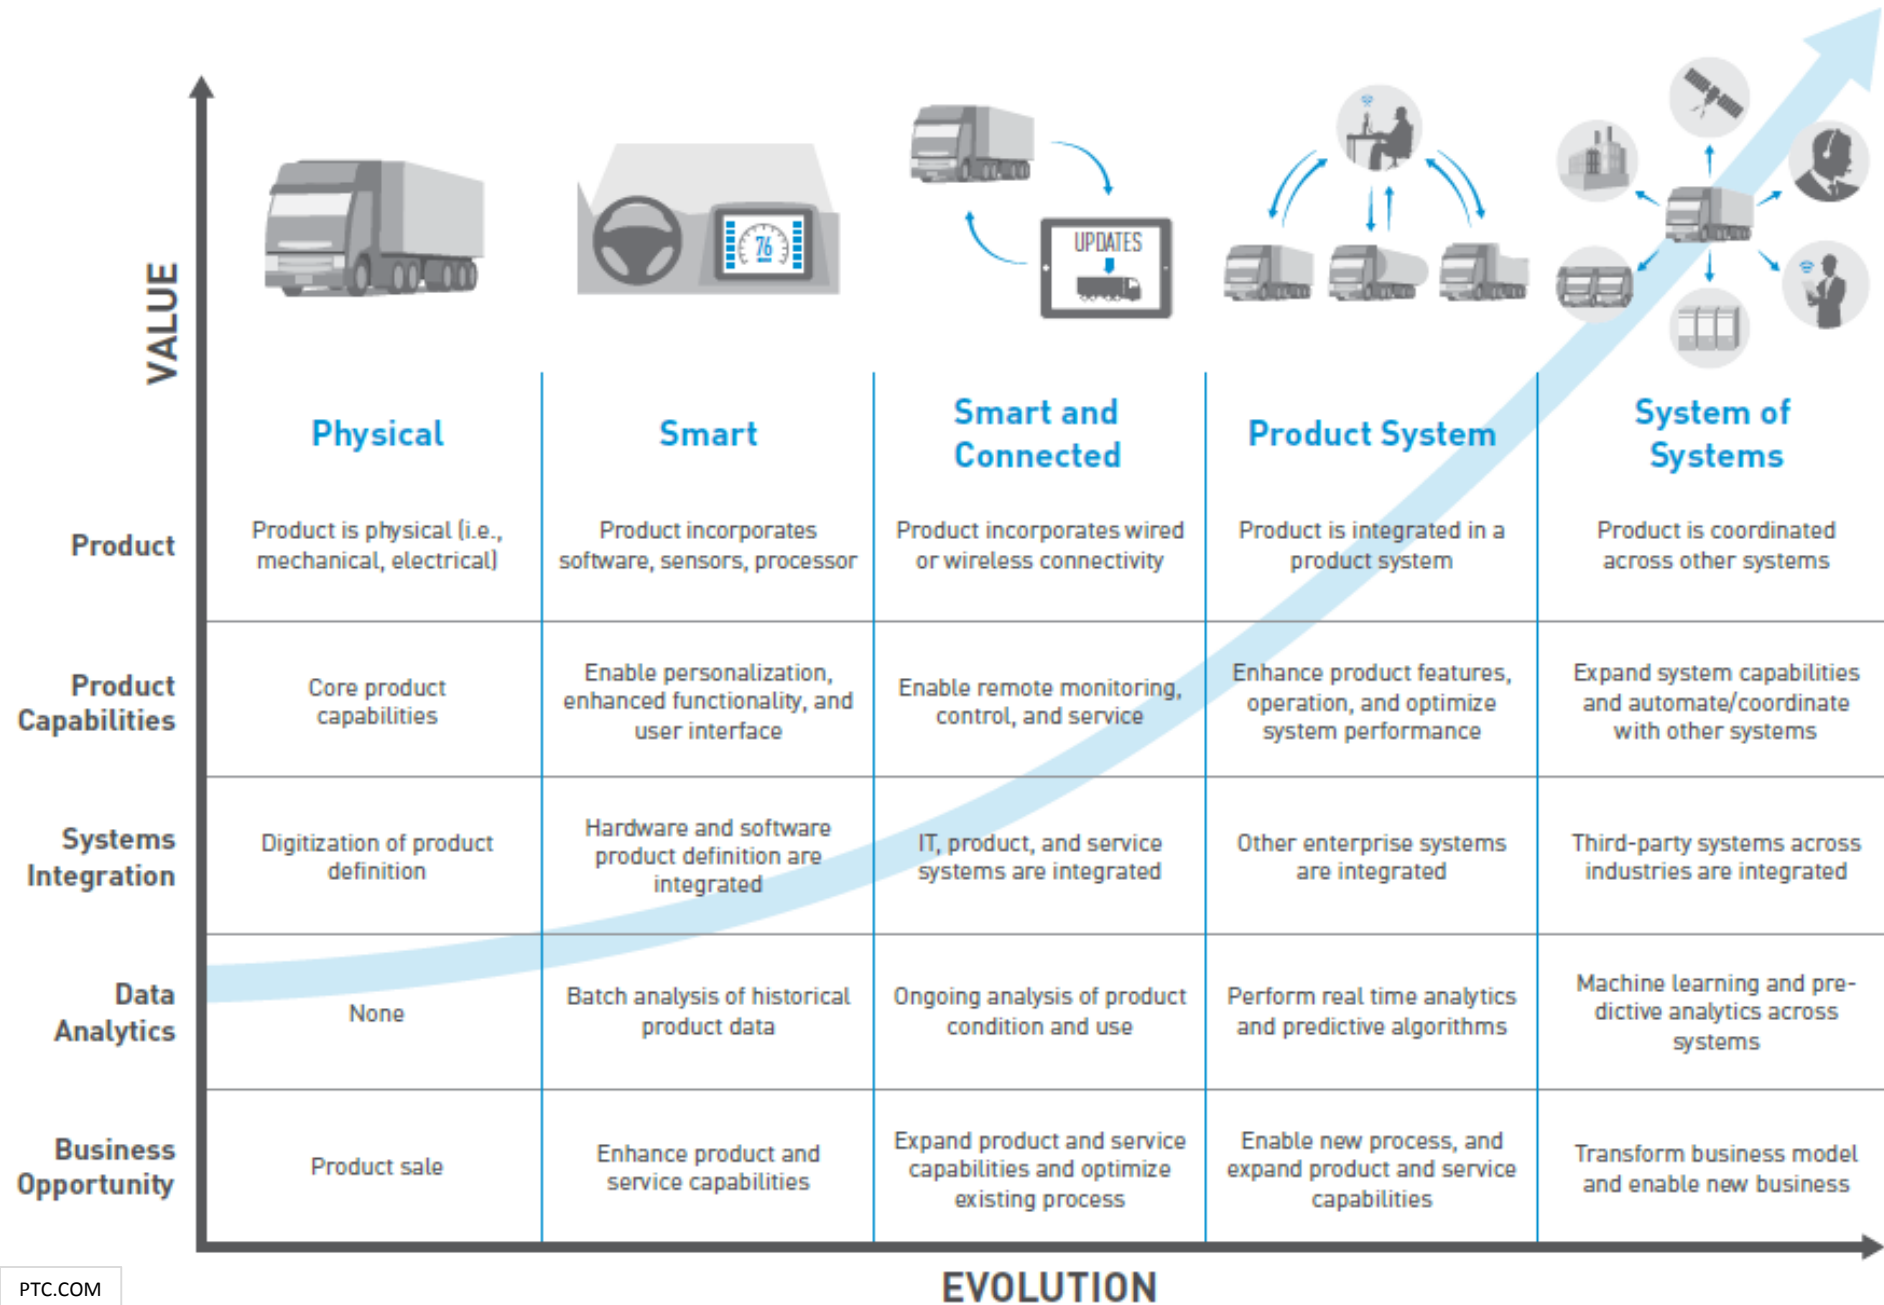 VALUE
76
UPDATES
Physical
Smart
Smart and
Connected
Product System
System of
Systems
Product
Product is physical (i.e.,
mechanical, electrical)
Product incorporates
software, sensors, processor
Product incorporates wired
or wireless connectivity
Product is integrated in a
product system
Product is coordinated
across other systems
Product
Capabilities
Core product
capabilities
Enable personalization,
enhanced functionality, and
user interface
Enable remote monitoring,
control, and service
Enhance product features,
operation, and optimize
system performance
Expand system capabilities
and automate/coordinate
with other systems
Systems
Integration
Digitization of product
definition
Hardware and software
product definition are
integrated
IT, product, and service
systems are integrated
Other enterprise systems
are integrated
Third-party systems across
industries are integrated
Data
Analytics
None
Batch analysis of historical
product data
Ongoing analysis of product
condition and use
Perform real time analytics
and predictive algorithms
Machine learning and pre-
dictive analytics across
systems
Business
Opportunity
Product sale
Enhance product and
service capabilities
Expand product and service
capabilities and optimize
existing process
Enable new process, and
expand product and service
capabilities
Transform business model
and enable new business
EVOLUTION
PTC.COM